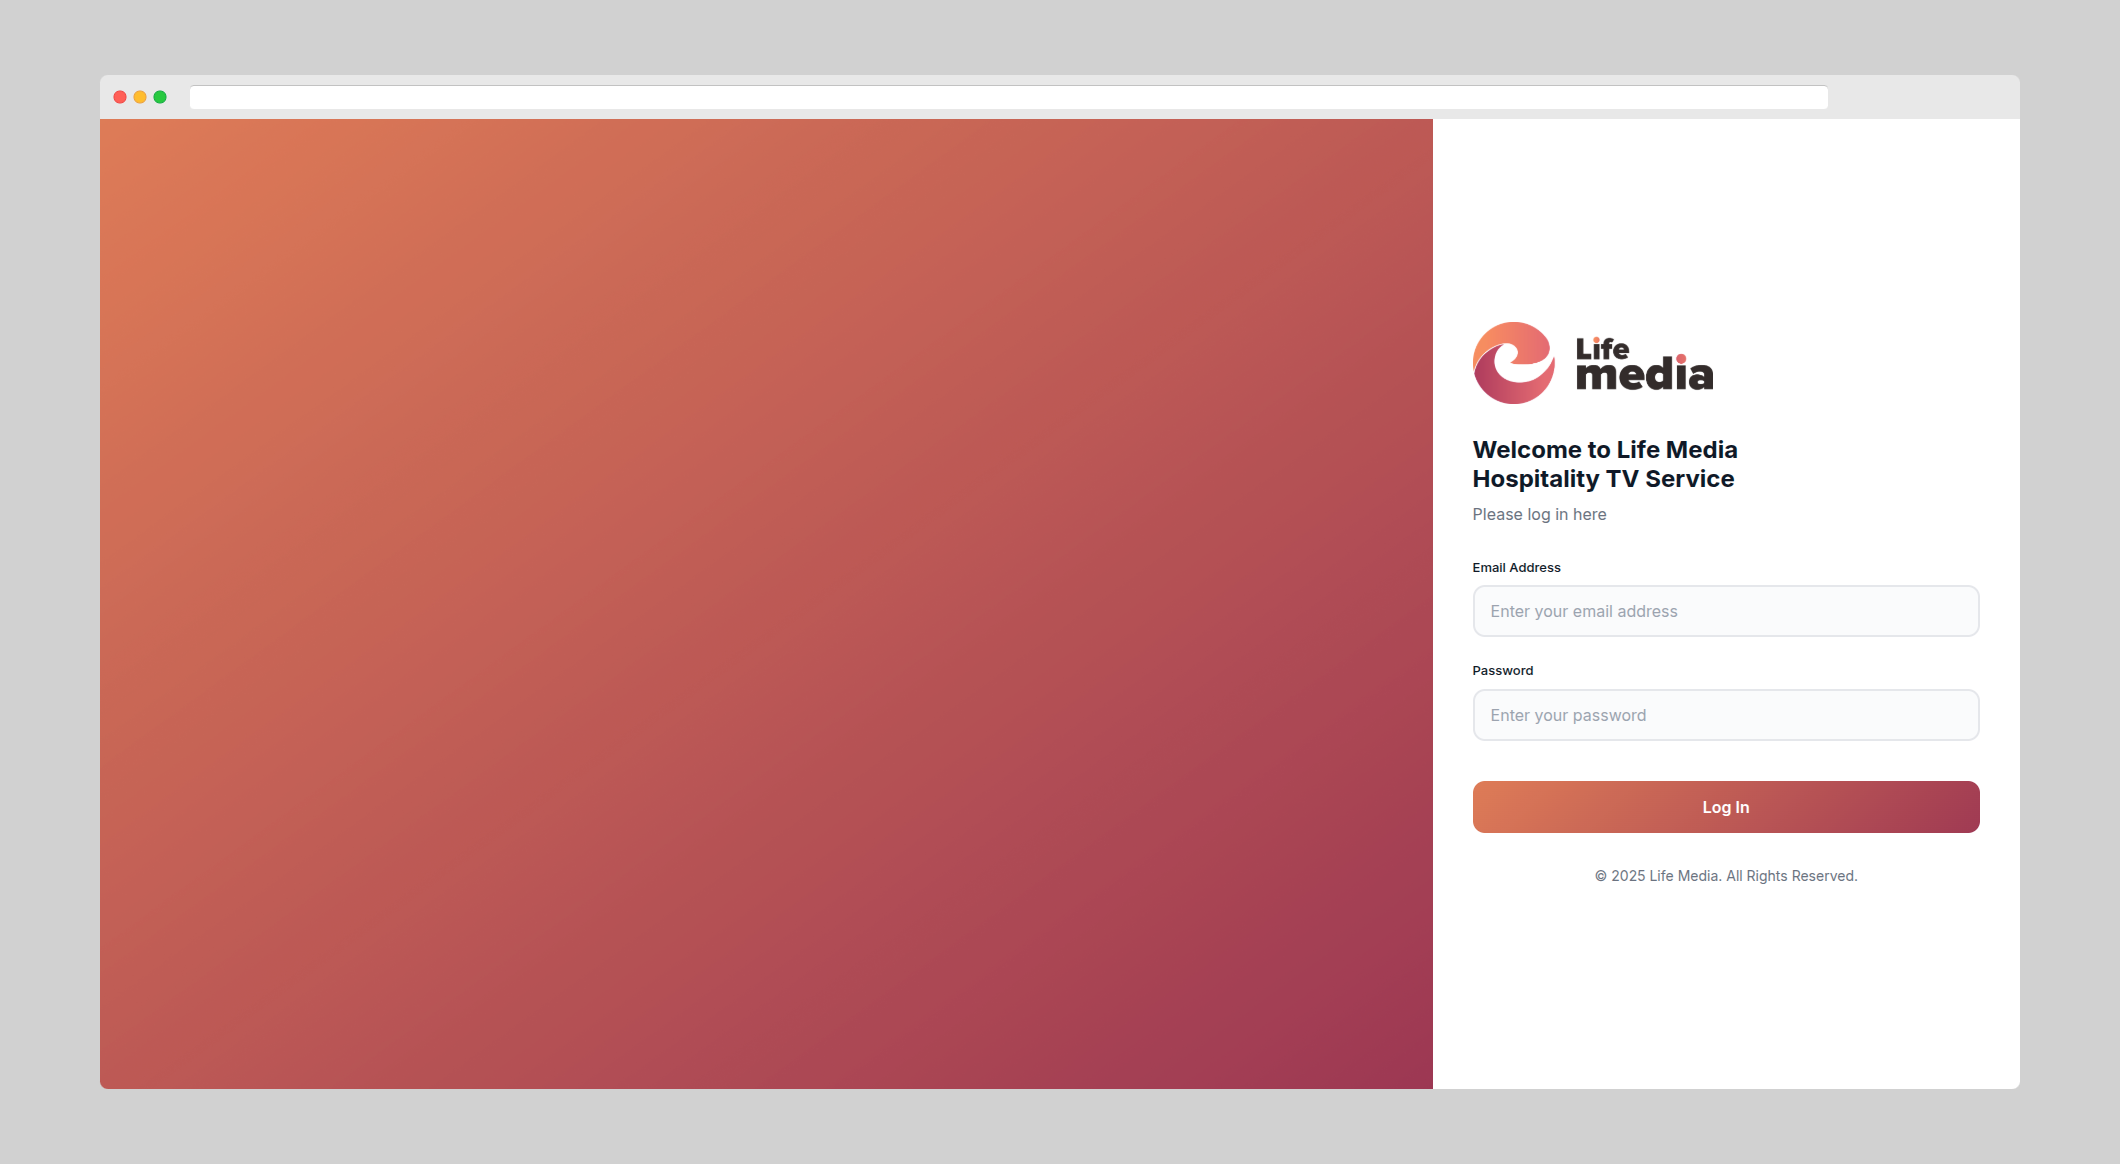 Life
media
Welcome to Life Media
Hospitality TV Service
Please log in here
Email Address
Enter your email address
Password
Enter your password
Log In
© 2025 Life Media. All Rights Reserved.